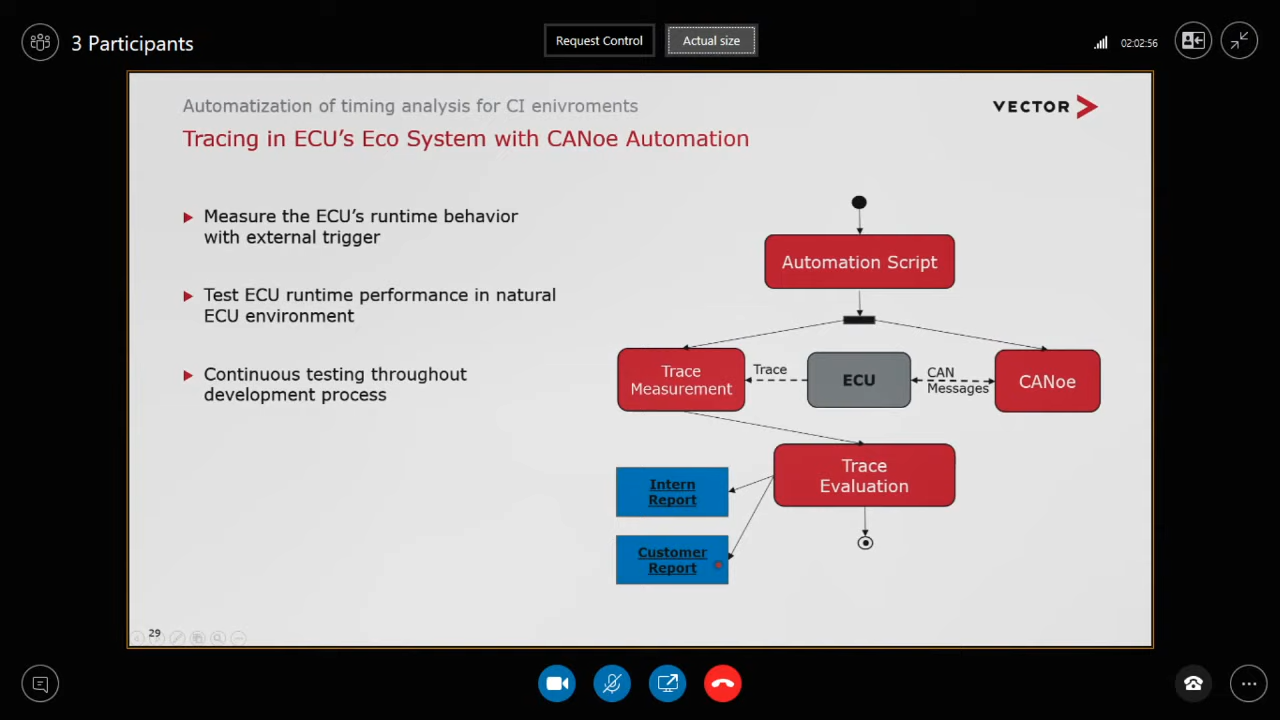 3 Participants
Request Control
Actual size
02:02:56
Automatization of timing analysis for CI enivroments
VECTOR
Tracing in ECU's Eco System with CANoe Automation
Measure the ECU's runtime behavior
with external trigger
Test ECU runtime performance in natural
ECU environment
Continuous testing throughout
development process
Automation Script
Trace
Measurement
Trace
ECU
CAN
Messages
CANoe
Trace
Evaluation
Intern
Report
Customer
Report
29